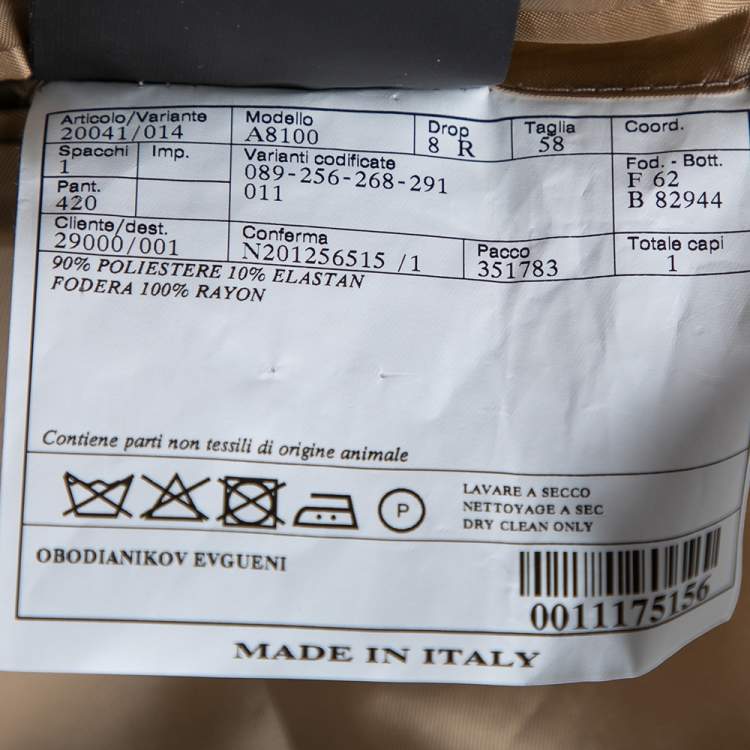 Articolo/Variante Modello Drop Taglia Coord.
20041/014 A8100 8 R 58
Spacchi Imp. Varianti codificate Fod. - Bott.
1 089-256-268-291 F 62
Pant. 011 B 82944
420
Cliente/dest. Conferma Pacco Totale capi
29000/001 N201256515 /1 351783 1
90% POLIESTERE 10% ELASTAN
FODERA 100% RAYON
Contiene parti non tessili di origine animale
P
LAVARE A SECCO
NETTOYAGE A SEC
DRY CLEAN ONLY
OBODIANIKOV EVGUENI
0011175156
MADE IN ITALY